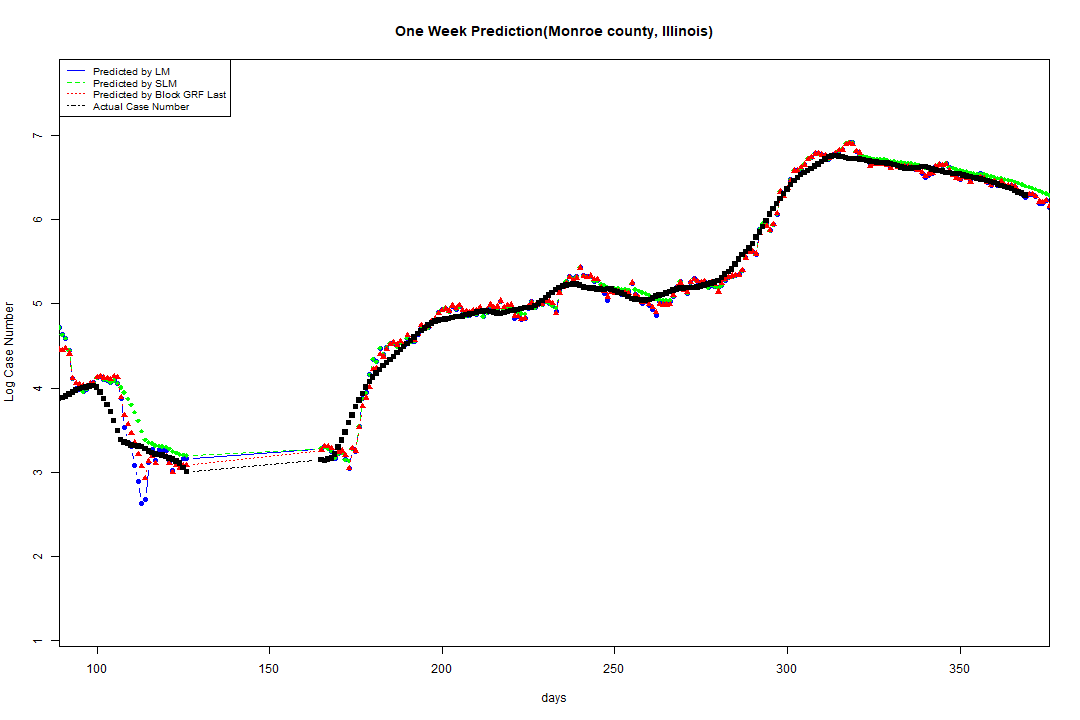 One Week Prediction(Monroe county, Illinois)
Predicted by LM
Predicted by SLM
Predicted by Block GRF Last
Actual Case Number
Log Case Number
7
6
5
4
3
2
1
100 150 200 250 300 350
days